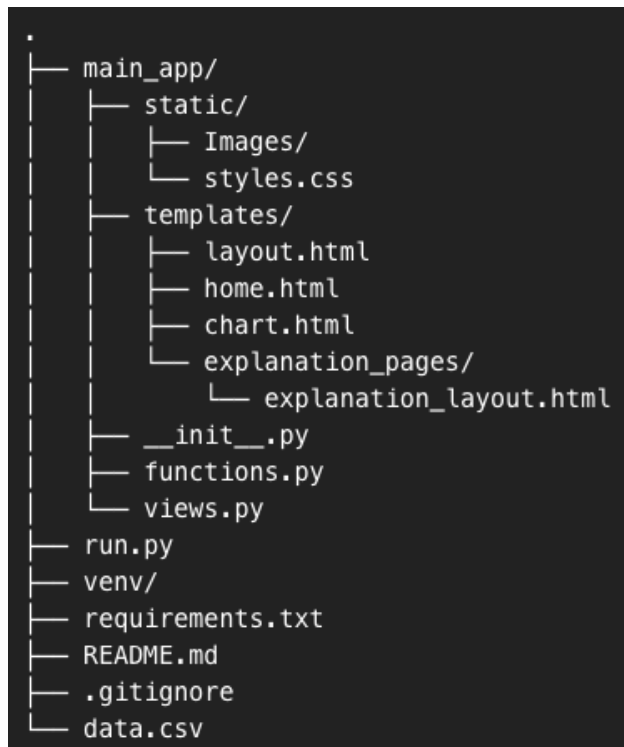 .
├── main_app/
│   ├── static/
│   │   ├── Images/
│   │   └── styles.css
│   ├── templates/
│   │   ├── layout.html
│   │   ├── home.html
│   │   ├── chart.html
│   │   └── explanation_pages/
│   │       └── explanation_layout.html
│   ├── __init__.py
│   ├── functions.py
│   └── views.py
├── run.py
├── venv/
├── requirements.txt
├── README.md
├── .gitignore
└── data.csv